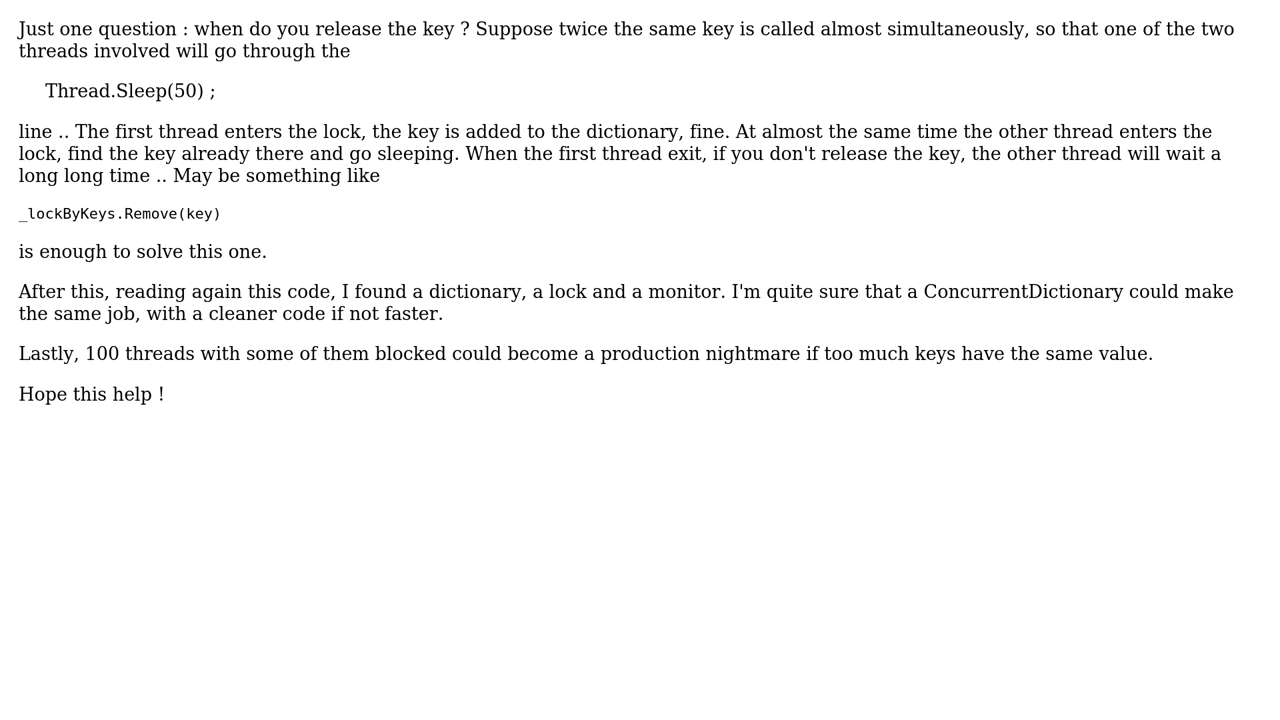 Just one question : when do you release the key ? Suppose twice the same key is called almost simultaneously, so that one of the two
threads involved will go through the
Thread.Sleep(50) ;
line .. The first thread enters the lock, the key is added to the dictionary, fine. At almost the same time the other thread enters the
lock, find the key already there and go sleeping. When the first thread exit, if you don't release the key, the other thread will wait a
long long time .. May be something like
_lockByKeys.Remove(key)
is enough to solve this one.
After this, reading again this code, I found a dictionary, a lock and a monitor. I'm quite sure that a ConcurrentDictionary could make
the same job, with a cleaner code if not faster.
Lastly, 100 threads with some of them blocked could become a production nightmare if too much keys have the same value.
Hope this help !